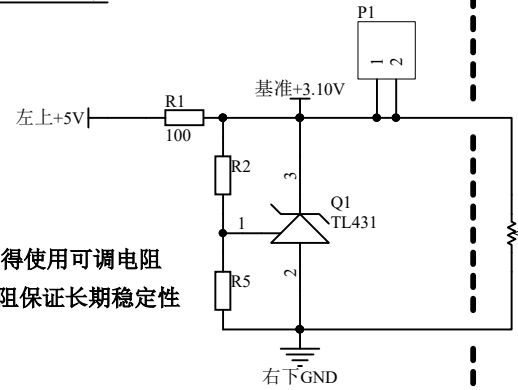 P1
1
2
基准+3.10V
左上+5V
R1
100
R2
3
Q1
TL431
1
得使用可调电阻
R5
2
阻保证长期稳定性
右下GND